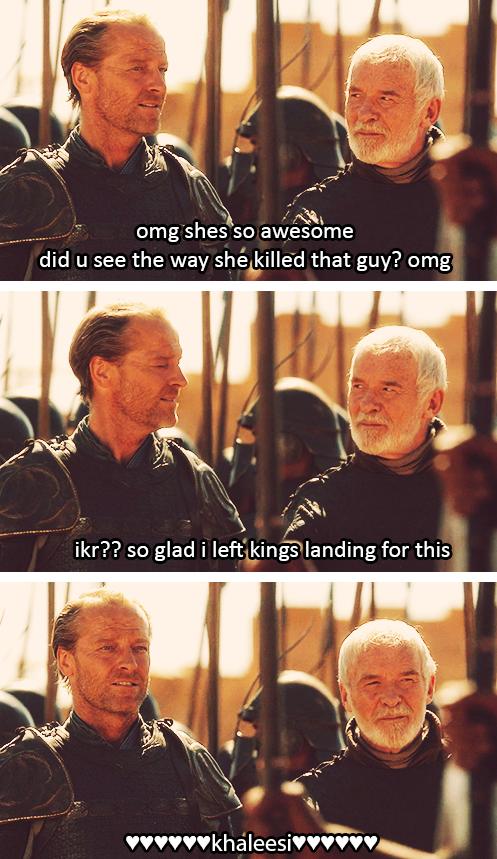 omg shes so awesome
did u see the way she killed that guy? omg
ikr?? so glad i left kings landing for this
♥♥♥♥♥♥khaleesi♥♥♥♥♥♥